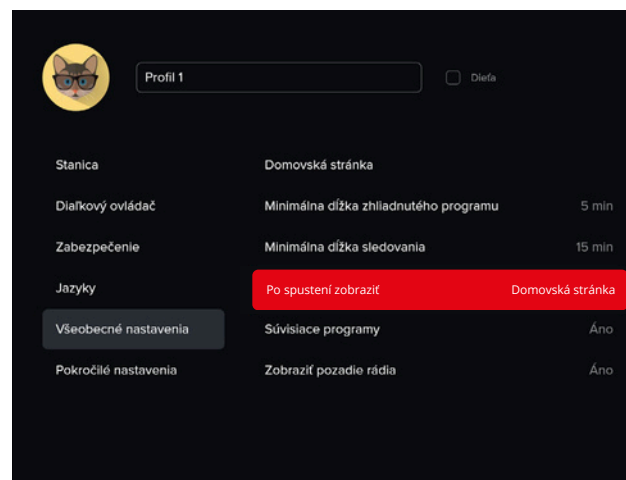 Profil 1
Dieťa
Stanica
Diaľkový ovládač
Zabezpečenie
Jazyky
Všeobecné nastavenia
Pokročilé nastavenia
Domovská stránka
Minimálna dĺžka zhliadnutého programu 5 min
Minimálna dĺžka sledovania 15 min
Po spustení zobraziť Domovská stránka
Súvisiace programy Áno
Zobraziť pozadie rádia Áno